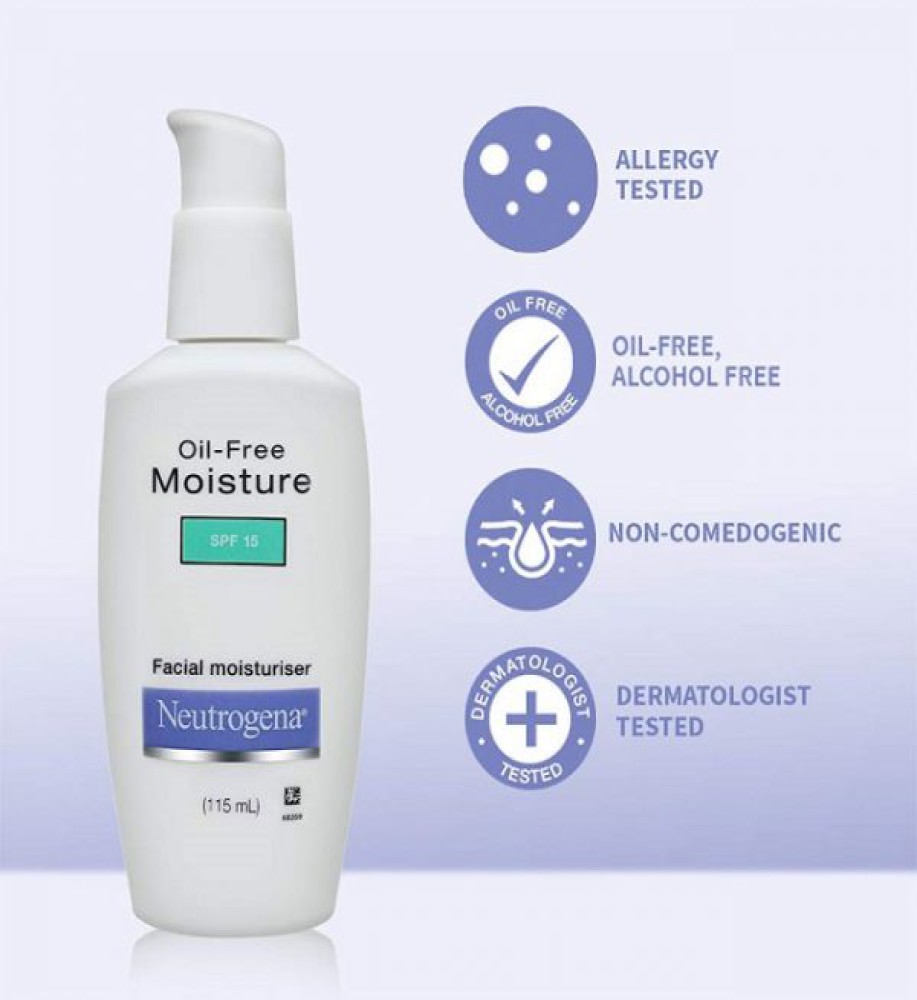 Oil-Free
Moisture
SPF 15
Facial moisturiser
Neutrogena®
(115 mL)
ALLERGY
TESTED
OIL FREE
ALCOHOL FREE
OIL-FREE,
ALCOHOL FREE
NON-COMEDOGENIC
DERMATOLOGIST
TESTED
DERMATOLOGIST
TESTED